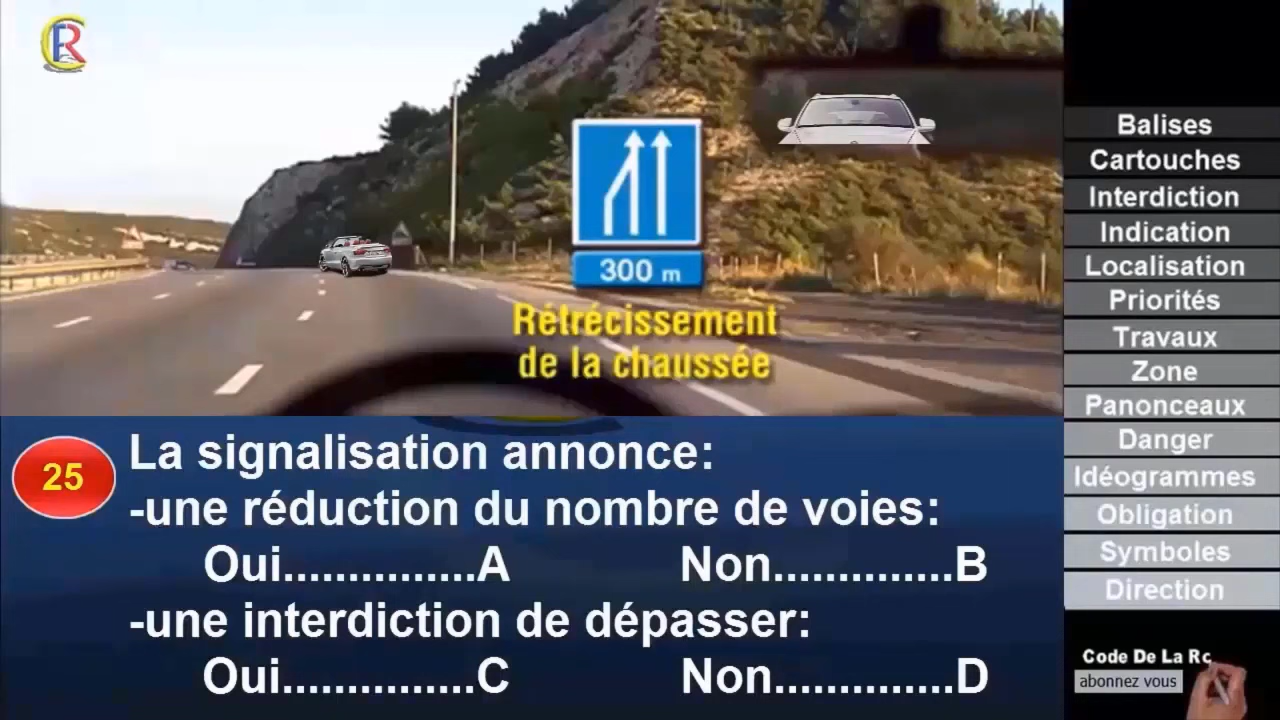 CR
300 m
Rétrécissement
de la chaussée
25
La signalisation annonce:
-une réduction du nombre de voies:
Oui...............A Non..............B
-une interdiction de dépasser:
Oui...............C Non..............D
Balises
Cartouches
Interdiction
Indication
Localisation
Priorités
Travaux
Zone
Panonceaux
Danger
Idéogrammes
Obligation
Symboles
Direction
Code De La Rc
abonnez vous